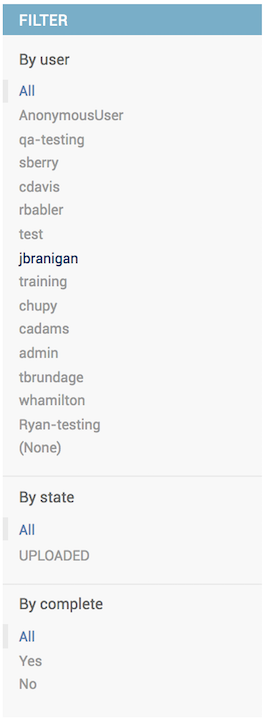 FILTER
By user
All
AnonymousUser
qa-testing
sberry
cdavis
rbabler
test
jbranigan
training
chupy
cadams
admin
tbrundage
whamilton
Ryan-testing
(None)
By state
All
UPLOADED
By complete
All
Yes
No